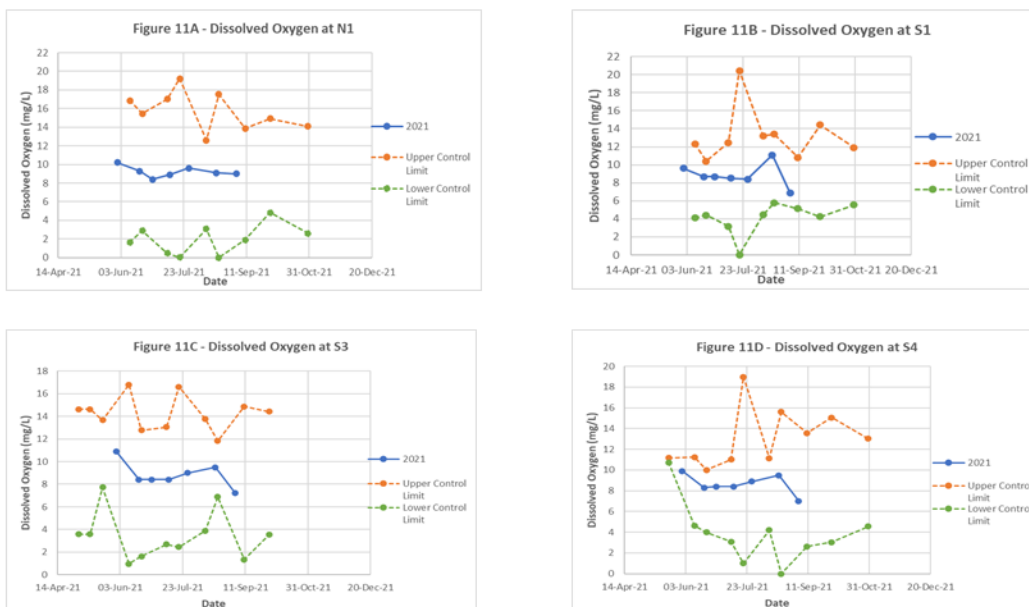 Figure 11A - Dissolved Oxygen at N1
Dissolved Oxygen (mg/L)
22
20
18
16
14
12
10
8
6
4
2
0
14-Apr-21 03-Jun-21 23-Jul-21 11-Sep-21 31-Oct-21 20-Dec-21
Date
2021
Upper Control
Limit
Lower Control
Limit
Figure 11B - Dissolved Oxygen at S1
Dissolved Oxygen (mg/L)
22
20
18
16
14
12
10
8
6
4
2
0
14-Apr-21 03-Jun-21 23-Jul-21 11-Sep-21 31-Oct-21 20-Dec-21
Date
2021
Upper Control
Limit
Lower Control
Limit
Figure 11C - Dissolved Oxygen at S3
Dissolved Oxygen (mg/L)
18
16
14
12
10
8
6
4
2
0
14-Apr-21 03-Jun-21 23-Jul-21 11-Sep-21 31-Oct-21 20-Dec-21
Date
2021
Upper Control
Limit
Lower Control
Limit
Figure 11D - Dissolved Oxygen at S4
Dissolved Oxygen (mg/L)
20
18
16
14
12
10
8
6
4
2
0
14-Apr-21 03-Jun-21 23-Jul-21 11-Sep-21 31-Oct-21 20-Dec-21
Date
2021
Upper Control
Limit
Lower Control
Limit